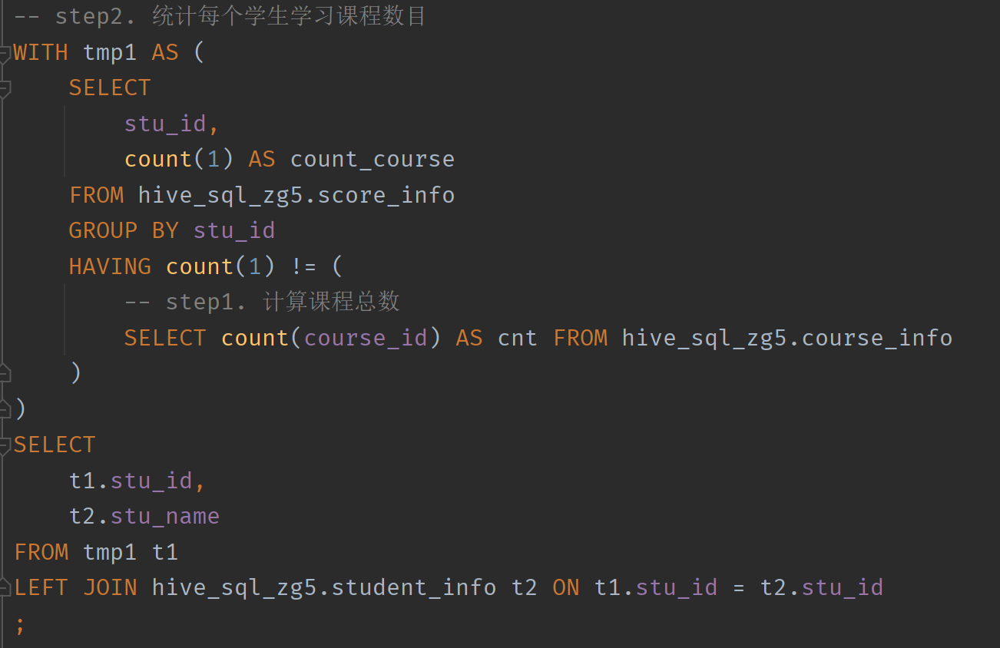 -- step2. 统计每个学生学习课程数目
WITH tmp1 AS (
    SELECT
        stu_id,
        count(1) AS count_course
    FROM hive_sql_zg5.score_info
    GROUP BY stu_id
    HAVING count(1) != (
        -- step1. 计算课程总数
        SELECT count(course_id) AS cnt FROM hive_sql_zg5.course_info
    )
)
SELECT
    t1.stu_id,
    t2.stu_name
FROM tmp1 t1
LEFT JOIN hive_sql_zg5.student_info t2 ON t1.stu_id = t2.stu_id
;